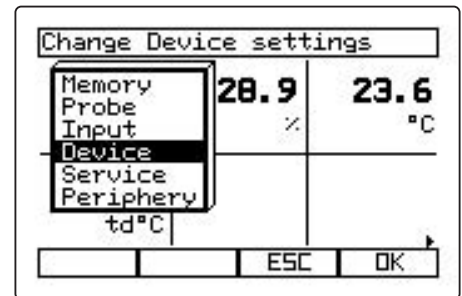 Change Device settings
Memory
Probe
Input
Device
Service
Periphery
28.9
%
23.6
°C
td°C
ESC
OK